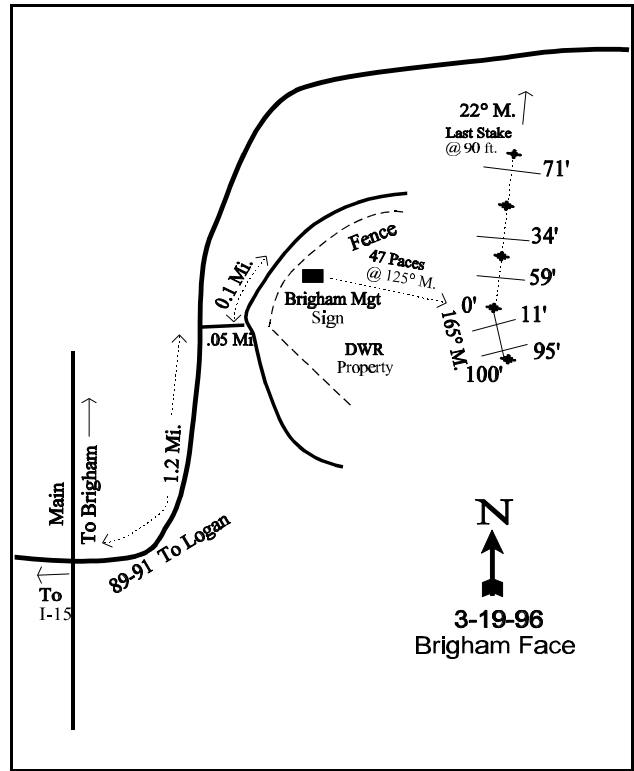 22° M.
Last Stake
@ 90 ft.
71'
34'
59'
0'
11'
95'
100'
165° M.
Fence
47 Paces
@ 125° M.
Brigham Mgt
Sign
0.1 Mi.
.05 Mi
DWR
Property
1.2 Mi.
Main
To Brigham
89-91 To Logan
To
I-15
N
3-19-96
Brigham Face